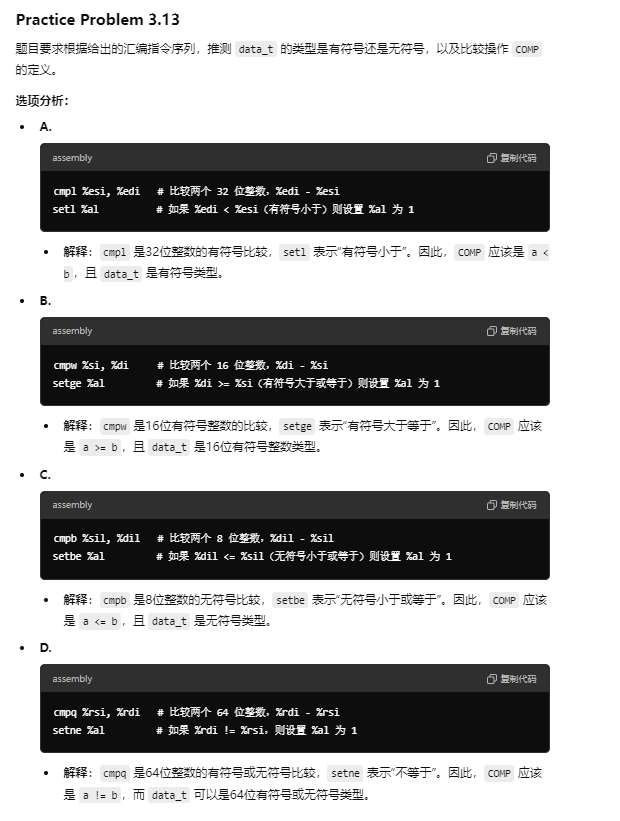 Practice Problem 3.13
题目要求根据给出的汇编指令序列，推测 data_t 的类型是有符号还是无符号，以及比较操作 COMP
的定义。
选项分析：
• A.
assembly 复制代码
cmpl %esi, %edi # 比较两个 32 位整数，%edi - %esi
setl %al # 如果 %edi < %esi（有符号小于）则设置 %al 为 1
• 解释：cmpl 是32位整数的有符号比较，setl 表示“有符号小于”。因此，COMP 应该是 a <
b，且 data_t 是有符号类型。
• B.
assembly 复制代码
cmpw %si, %di # 比较两个 16 位整数，%di - %si
setge %al # 如果 %di >= %si（有符号大于或等于）则设置 %al 为 1
• 解释：cmpw 是16位有符号整数的比较，setge 表示“有符号大于等于”。因此，COMP 应该
是 a >= b，且 data_t 是16位有符号整数类型。
• C.
assembly 复制代码
cmpb %sil, %dil # 比较两个 8 位整数，%dil - %sil
setbe %al # 如果 %dil <= %sil（无符号小于或等于）则设置 %al 为 1
• 解释：cmpb 是8位整数的无符号比较，setbe 表示“无符号小于或等于”。因此，COMP 应该
是 a <= b，且 data_t 是无符号类型。
• D.
assembly 复制代码
cmpq %rsi, %rdi # 比较两个 64 位整数，%rdi - %rsi
setne %al # 如果 %rdi != %rsi，则设置 %al 为 1
• 解释：cmpq 是64位整数的有符号或无符号比较，setne 表示“不等于”。因此，COMP 应该
是 a != b，而 data_t 可以是64位有符号或无符号类型。